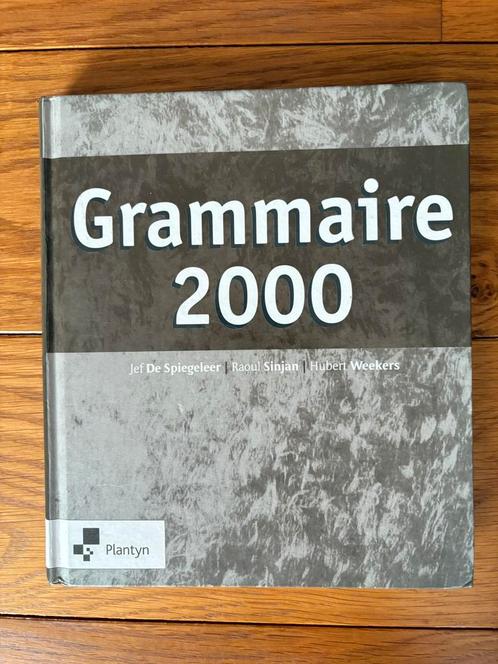 Grammaire
2000
Jef De Spiegeleer | Raoul Sinjan | Hubert Weekers
Plantyn